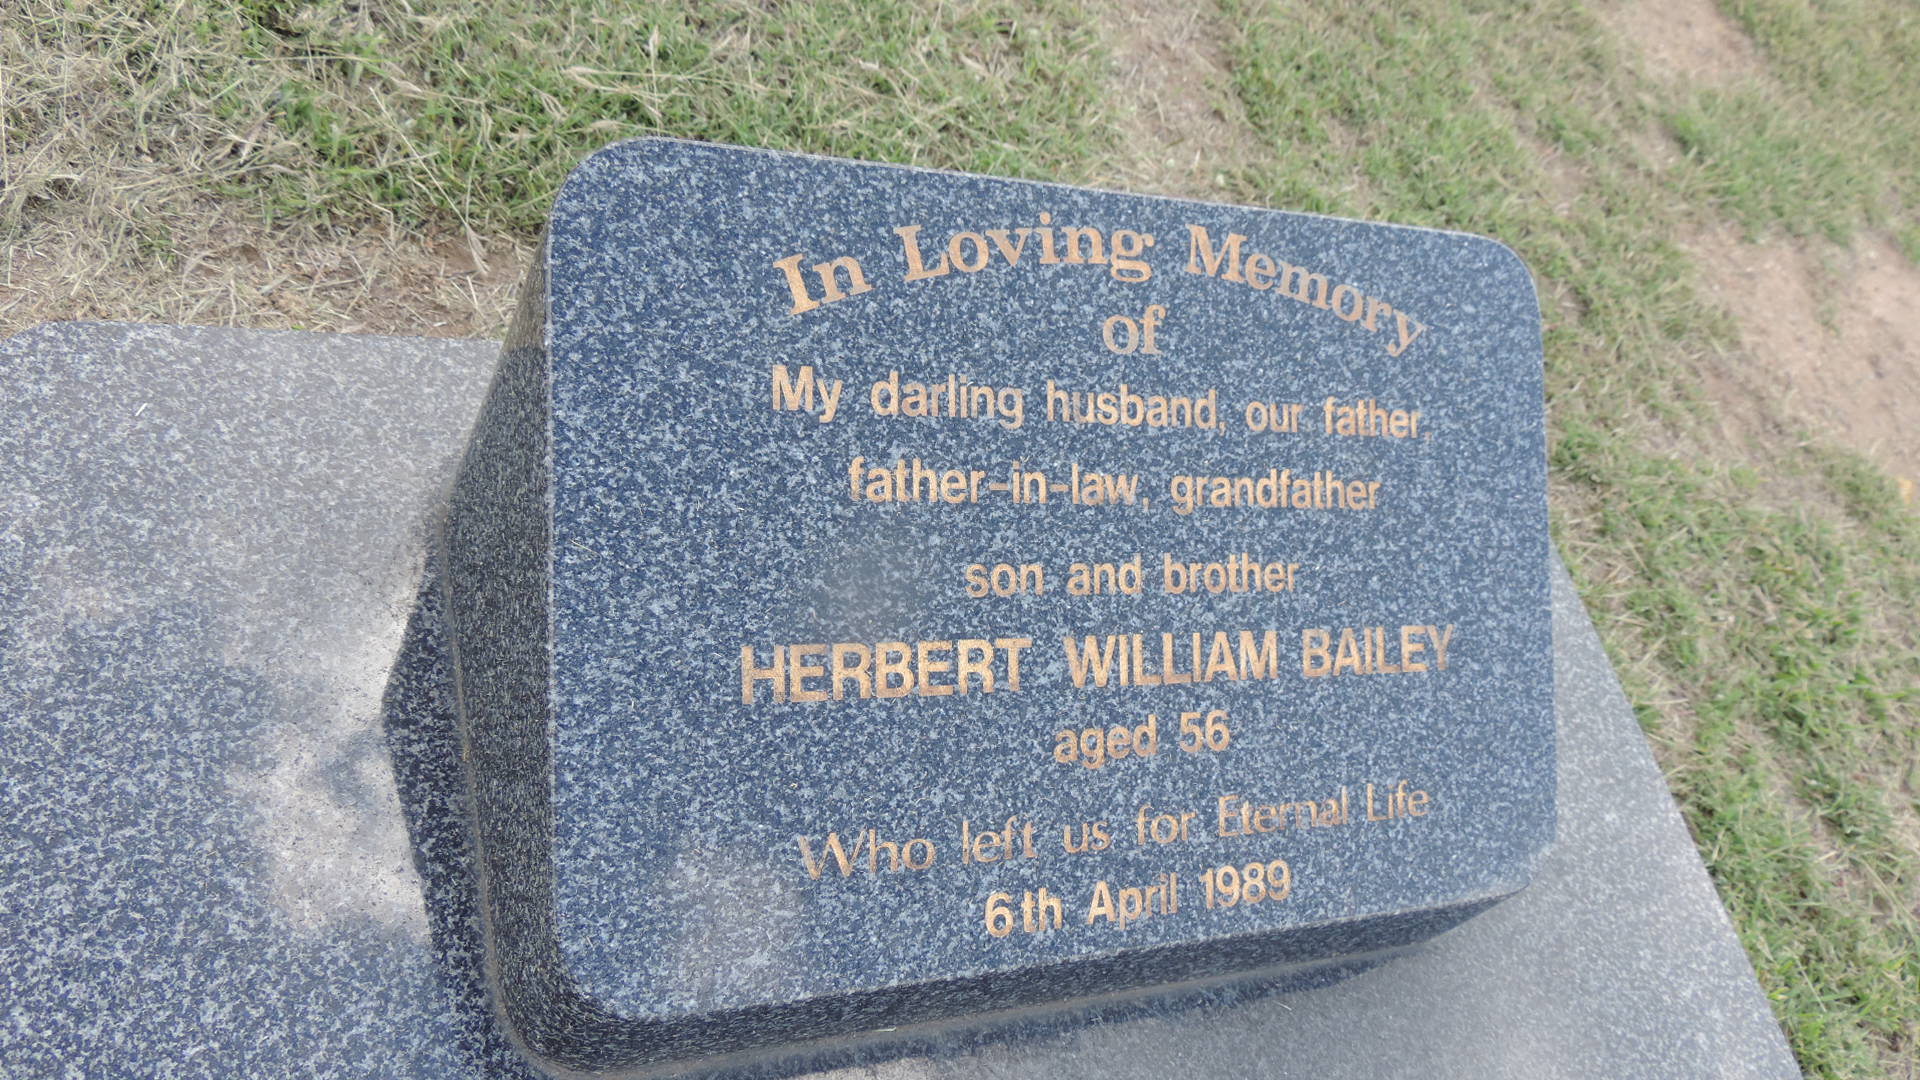 In Loving Memory
of
My darling husband, our father,
father-in-law, grandfather
son and brother
HERBERT WILLIAM BAILEY
aged 56
Who left us for Eternal Life
6th April 1989